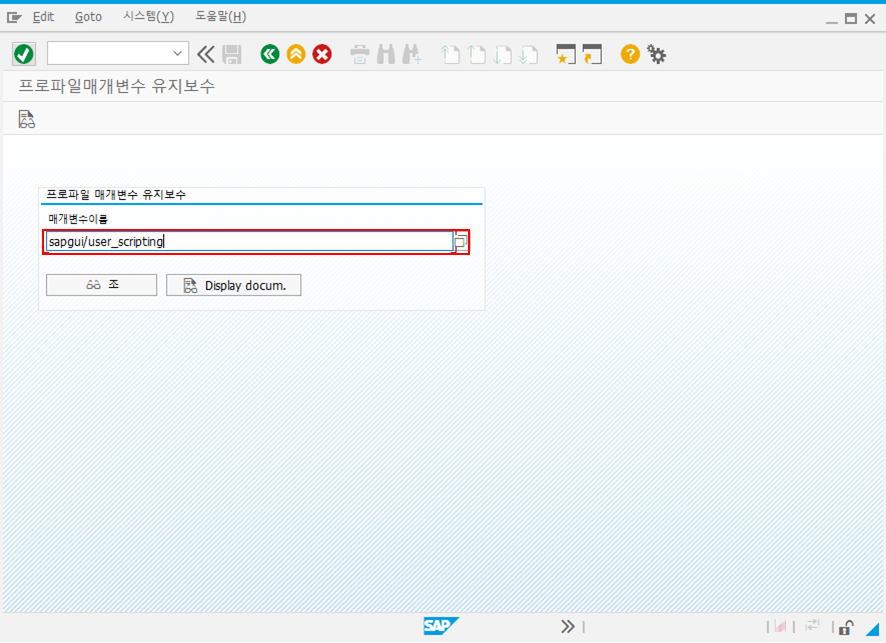 Edit Goto 시스템(Y) 도움말(H)
프로파일매개변수 유지보수
프로파일 매개변수 유지보수
매개변수이름
sapgui/user_scripting
조 Display docum.
SAP